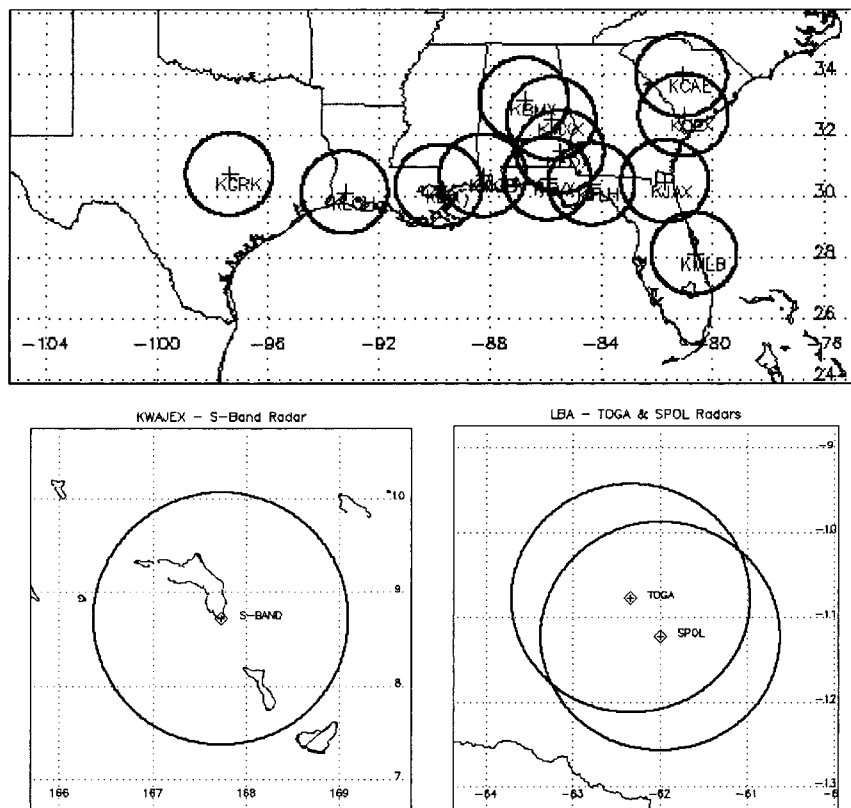 34
KCAE
KBMX
KCLX
32
KGRK
KJAX
30
KMLB
28
26
-104 -100 -96 -92 -88 -84 -80 -76
24
KWAJEX - S-Band Radar
10.
9.
S-BAND
8.
7.
166 167 168 169
LBA - TOGA & SPOL Radars
-9
-10
TOGA
-11
SPOL
-12
-13
-64 -63 -62 -61